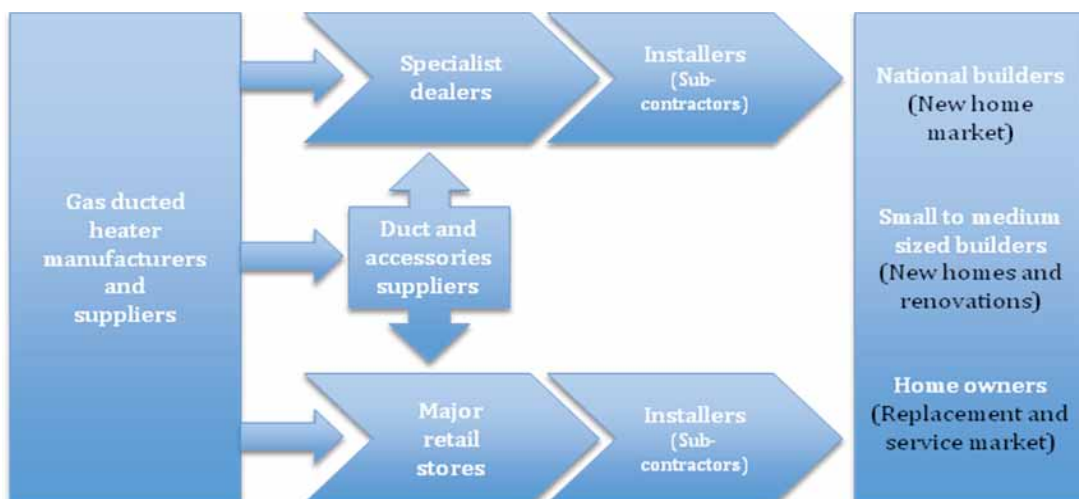 Gas ducted
heater
manufacturers
and
suppliers
Specialist
dealers
Installers
(Sub-
contractors)
Duct and
accessories
suppliers
Major
retail
stores
Installers
(Sub-
contractors)
National builders
(New home
market)
Small to medium
sized builders
(New homes and
renovations)
Home owners
(Replacement and
service market)